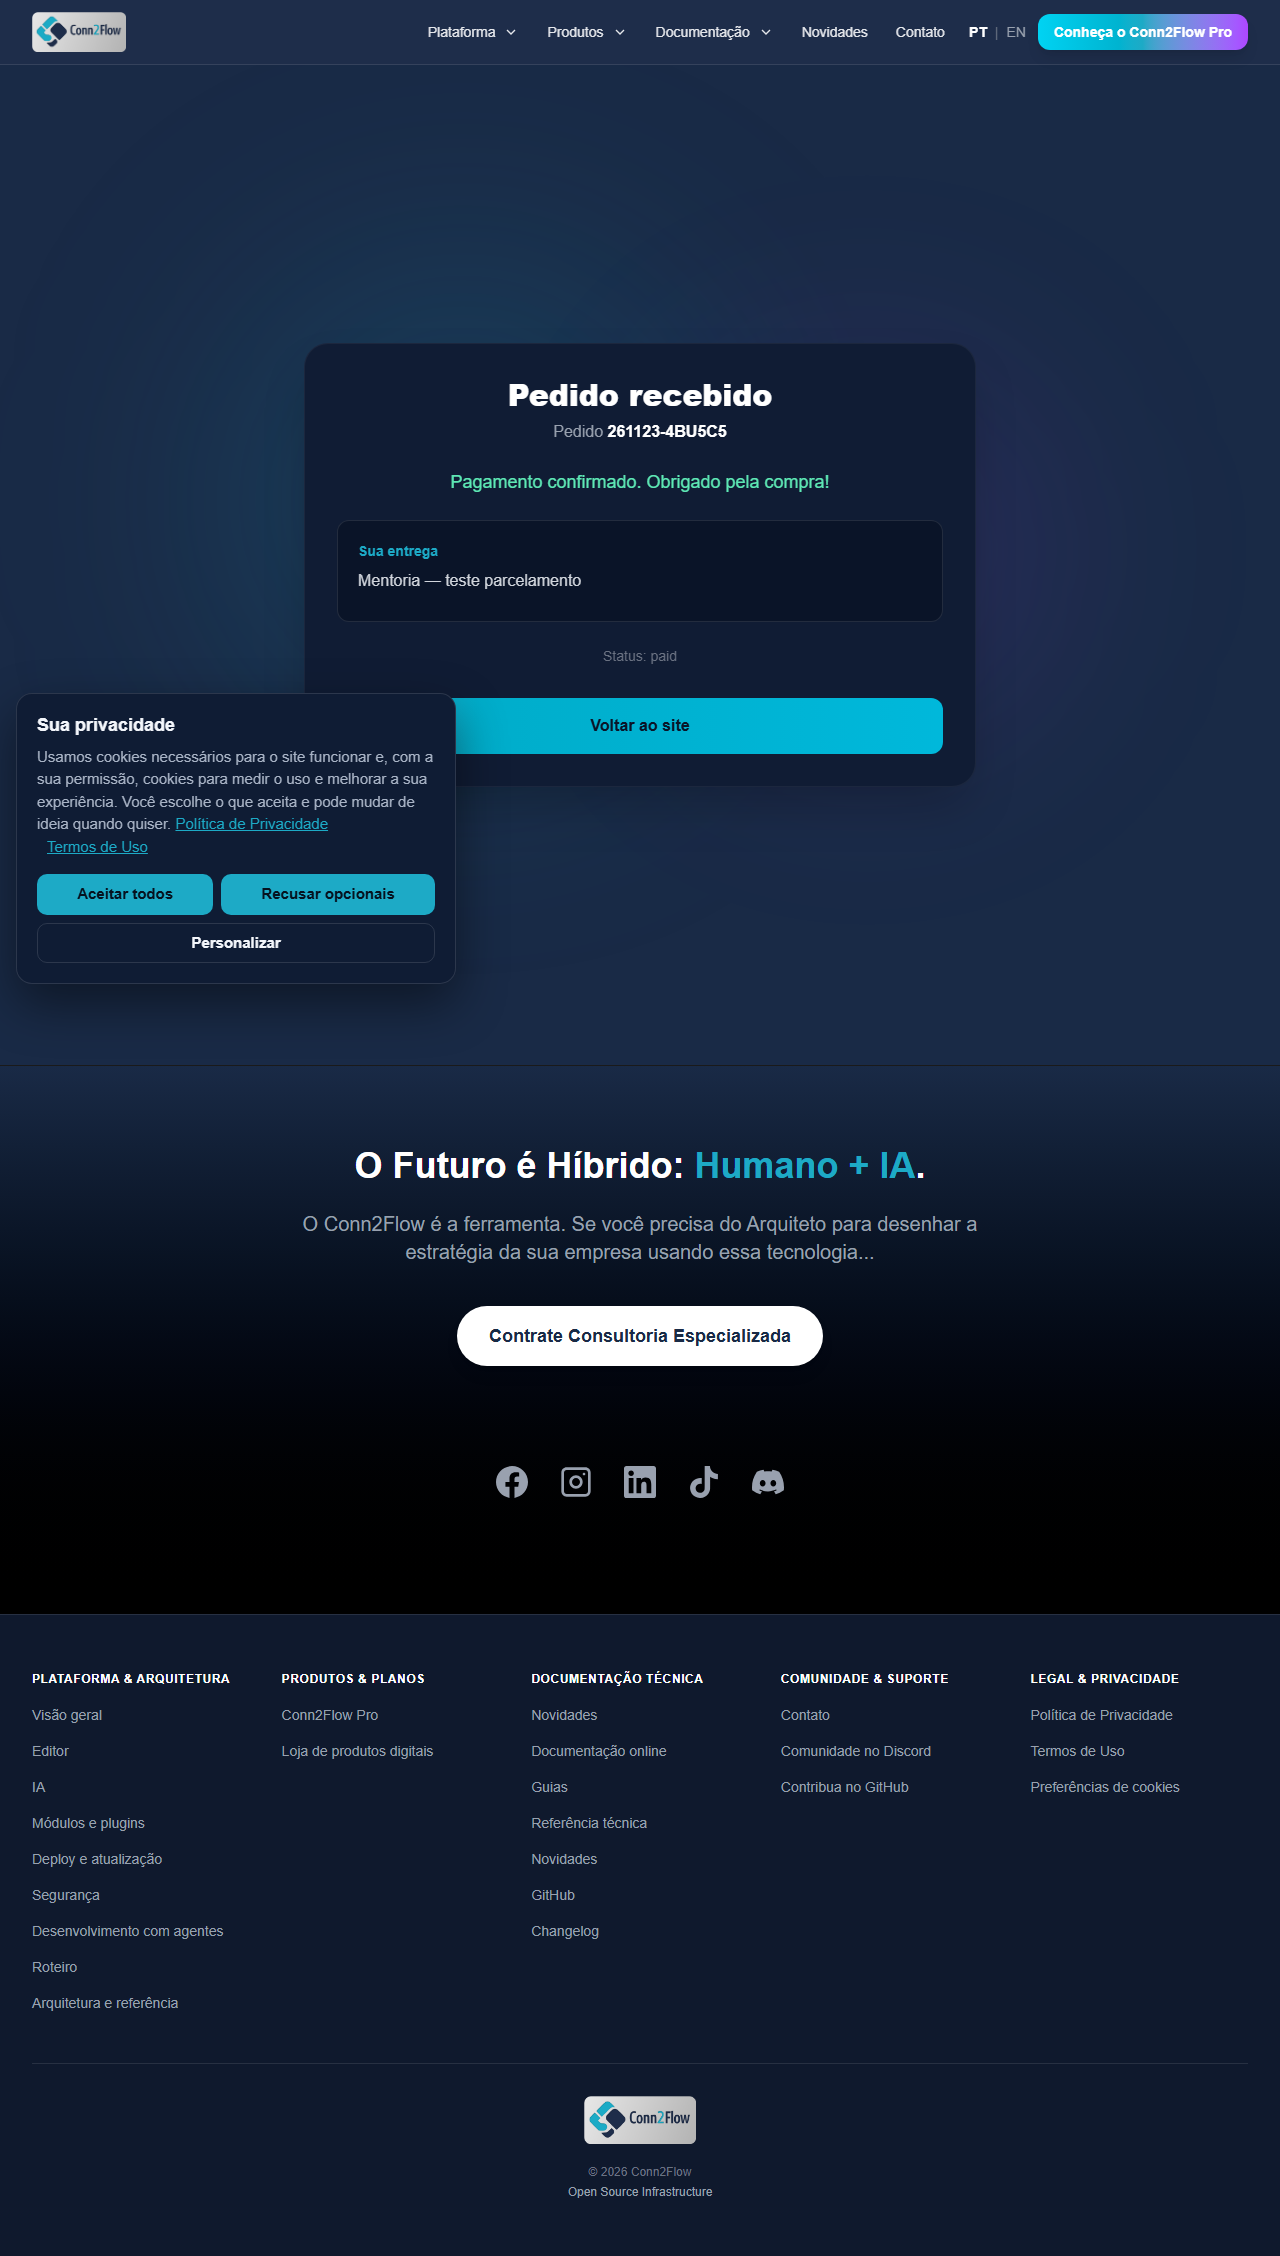 Conn2Flow
Plataforma
Produtos
Documentação
Novidades
Contato
PT | EN
Conheça o Conn2Flow Pro
Pedido recebido
Pedido 261123-4BU5C5
Pagamento confirmado. Obrigado pela compra!
Sua entrega
Mentoria — teste parcelamento
Status: paid
Voltar ao site
Sua privacidade
Usamos cookies necessários para o site funcionar e, com a
sua permissão, cookies para medir o uso e melhorar a sua
experiência. Você escolhe o que aceita e pode mudar de
ideia quando quiser. Política de Privacidade
Termos de Uso
Aceitar todos
Recusar opcionais
Personalizar
O Futuro é Híbrido: Humano + IA.
O Conn2Flow é a ferramenta. Se você precisa do Arquiteto para desenhar a
estratégia da sua empresa usando essa tecnologia...
Contrate Consultoria Especializada
PLATAFORMA & ARQUITETURA
Visão geral
Editor
IA
Módulos e plugins
Deploy e atualização
Segurança
Desenvolvimento com agentes
Roteiro
Arquitetura e referência
PRODUTOS & PLANOS
Conn2Flow Pro
Loja de produtos digitais
DOCUMENTAÇÃO TÉCNICA
Novidades
Documentação online
Guias
Referência técnica
Novidades
GitHub
Changelog
COMUNIDADE & SUPORTE
Contato
Comunidade no Discord
Contribua no GitHub
LEGAL & PRIVACIDADE
Política de Privacidade
Termos de Uso
Preferências de cookies
Conn2Flow
© 2026 Conn2Flow
Open Source Infrastructure